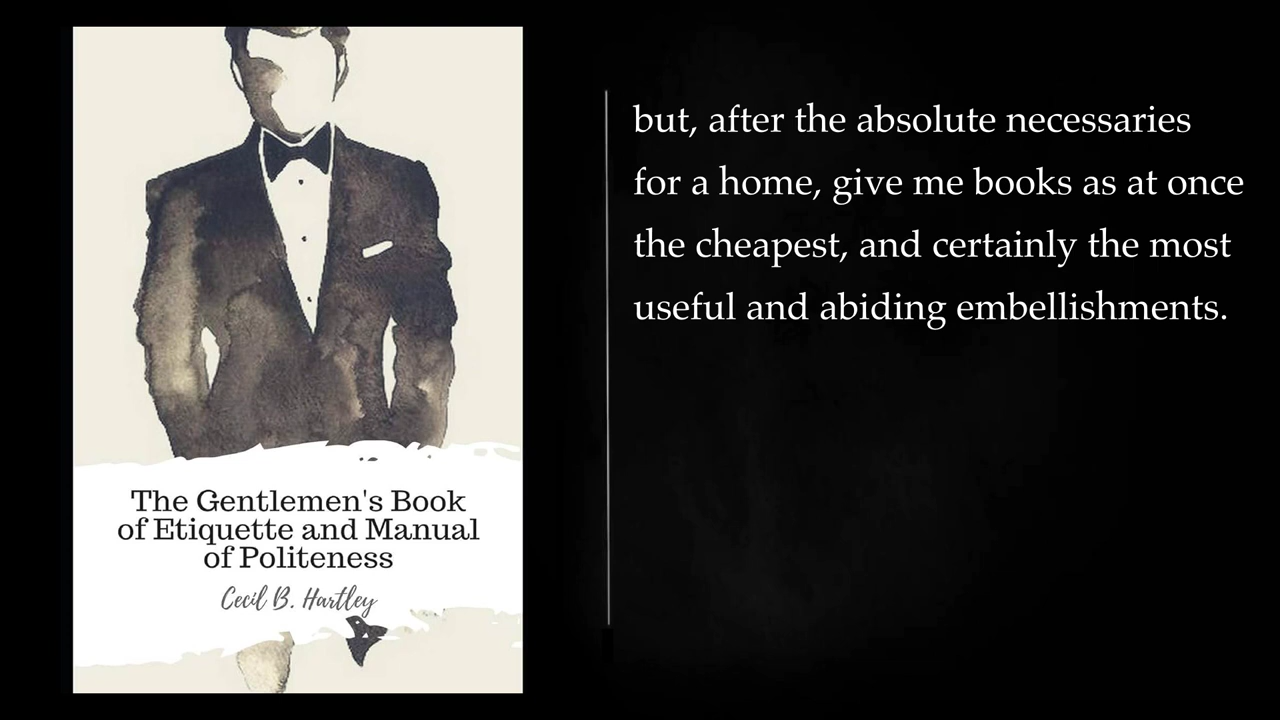 The Gentlemen's Book
of Etiquette and Manual
of Politeness
Cecil B. Hartley
but, after the absolute necessaries
for a home, give me books as at once
the cheapest, and certainly the most
useful and abiding embellishments.